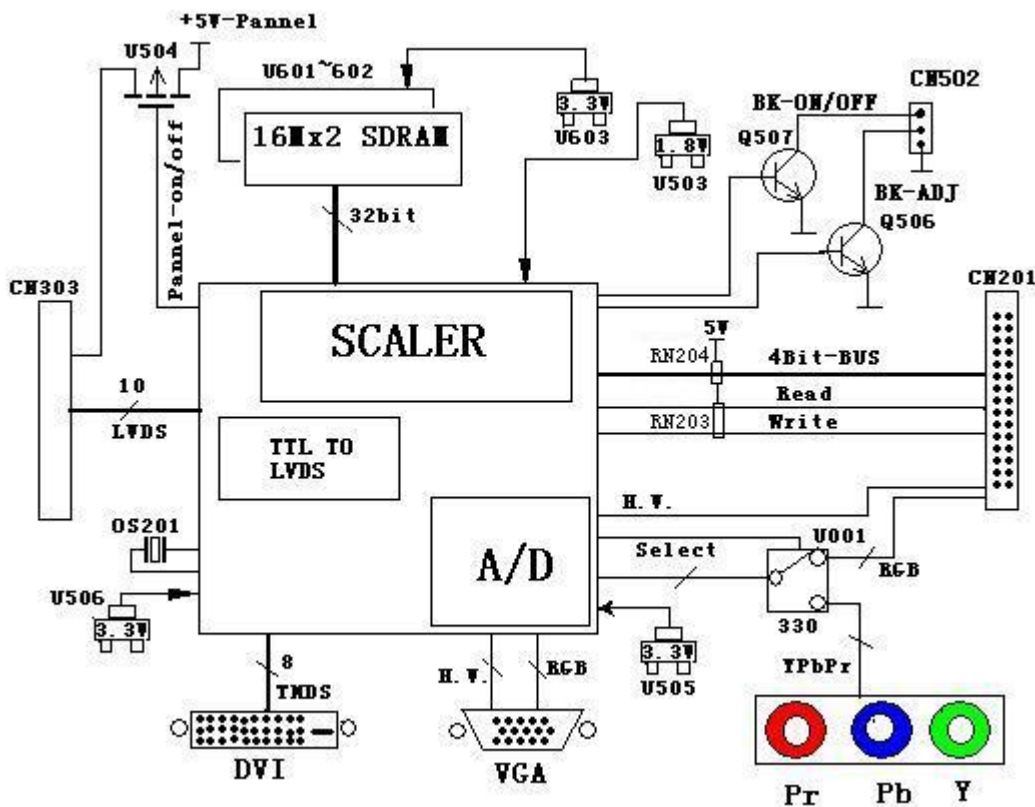 +5V-Pannel
U504
U601~602
16Mx2 SDRAM
32bit
3.3V
U603
1.8V
U503
BK-ON/OFF
Q507
CN502
BK-ADJ
Q506
Pannel-on/off
CN303
SCALER
CN201
5V
RN204
4Bit-BUS
Read
RN203
Write
10
LVDS
TTL TO
LVDS
H.V.
OS201
A/D
Select
U001
RGB
330
U506
3.3V
3.3V
U505
YPbPr
8
TMDS
H.V.
RGB
DVI
VGA
Pr
Pb
Y